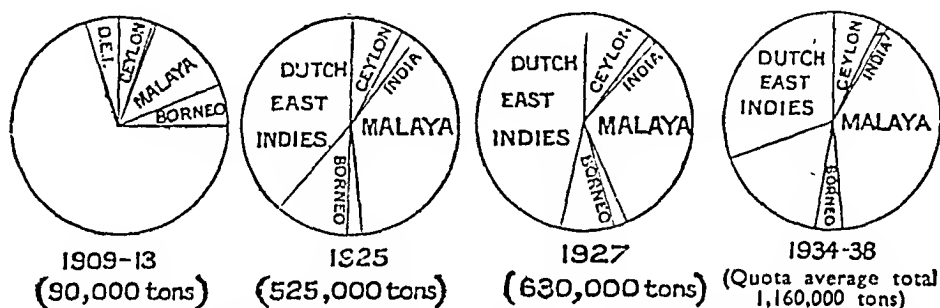 D.E.I.
CEYLON
MALAYA
BORNEO
1909-13
(90,000 tons)
DUTCH
EAST
INDIES
CEYLON
INDIA
MALAYA
BORNEO
1925
(525,000 tons)
DUTCH
EAST
INDIES
CEYLON
INDIA
MALAYA
BORNEO
1927
(630,000 tons)
DUTCH
EAST
INDIES
CEYLON
INDIA
MALAYA
BORNEO
1934-38
(Quota average total
1,160,000 tons)